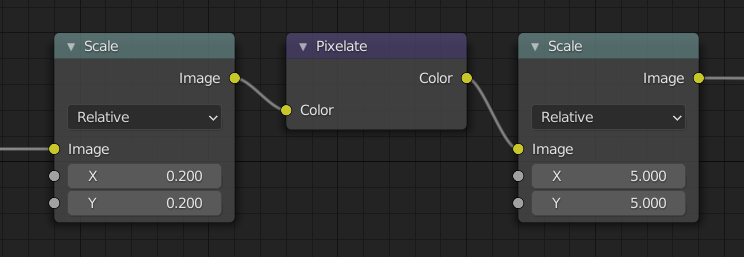 Scale
Image
Relative
Image
X 0.200
Y 0.200
Pixelate
Color
Color
Scale
Image
Relative
Image
X 5.000
Y 5.000